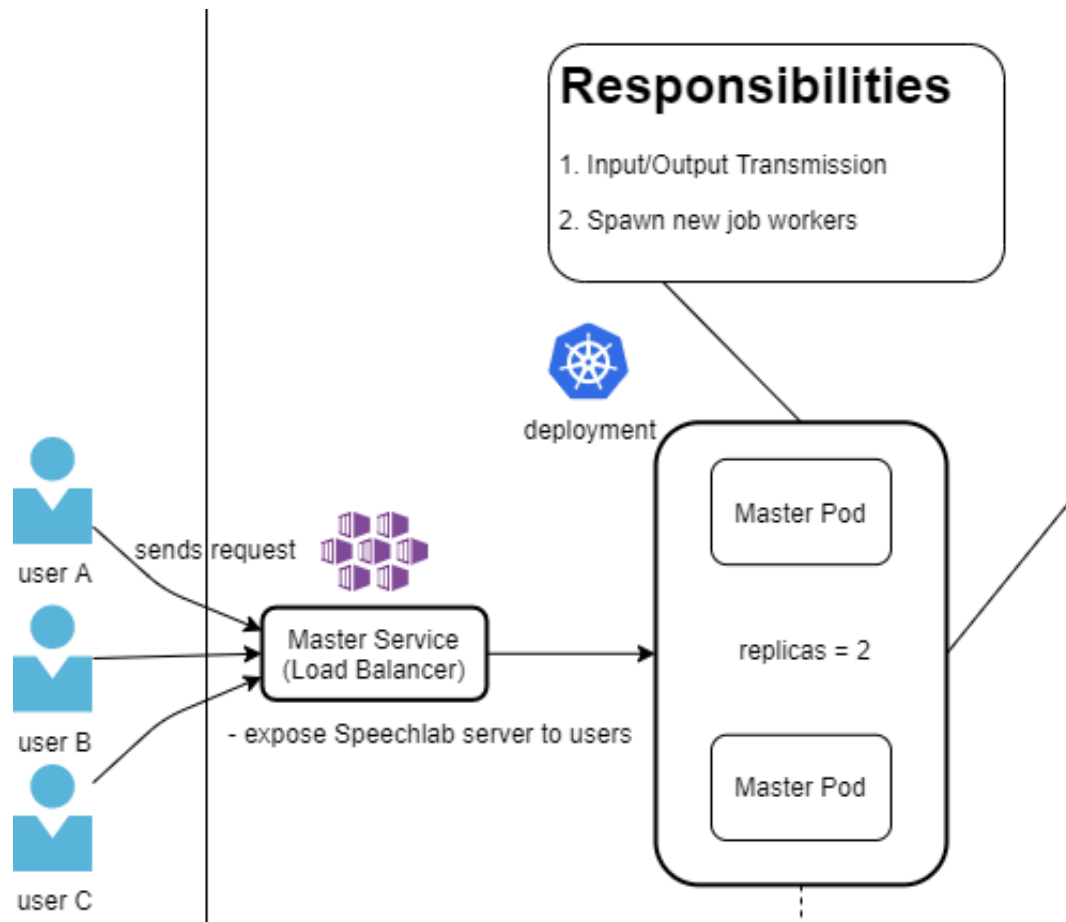 Responsibilities
1. Input/Output Transmission
2. Spawn new job workers
deployment
Master Pod
sends request
user A
Master Service
(Load Balancer)
replicas = 2
- expose Speechlab server to users
user B
Master Pod
user C